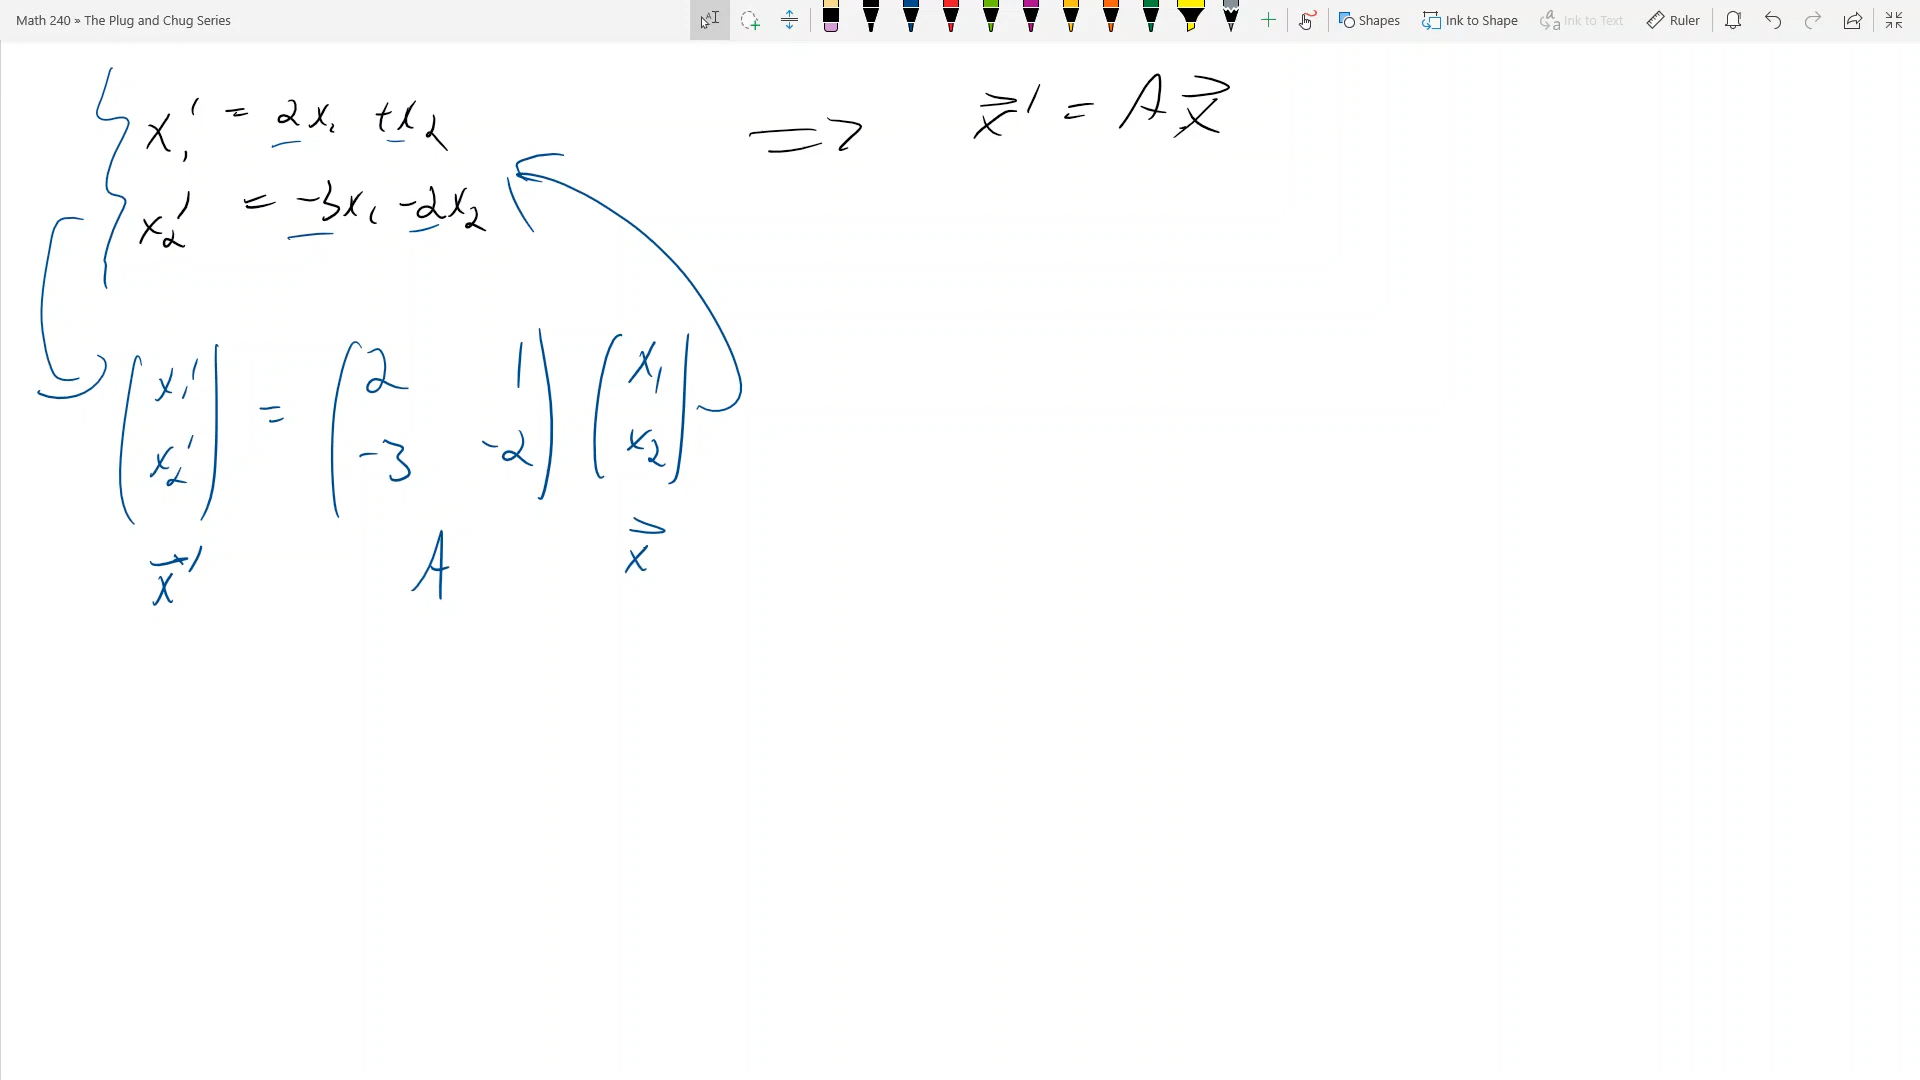 Math 240 » The Plug and Chug Series
Shapes Ink to Shape Ink to Text Ruler
x₁' = 2x₁ + x₂ => x⃗' = Ax⃗
x₂' = -3x₁ - 2x₂
(x₁' = (2 1) (x₁
x₂') (-3 -2) x₂)
x⃗' A x⃗